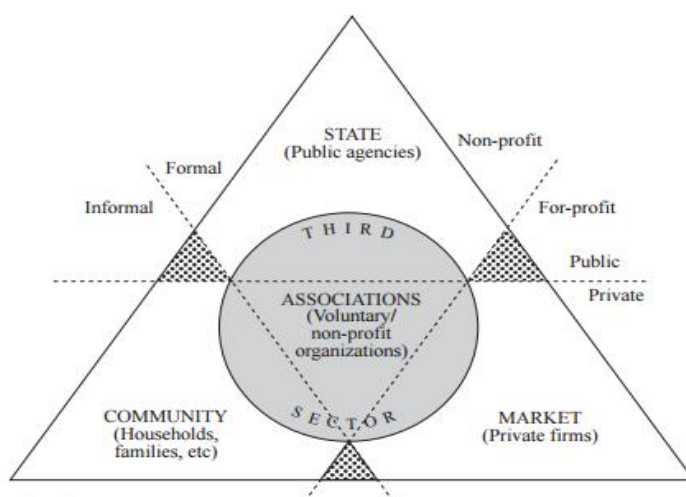 STATE
(Public agencies)
Non-profit
Formal
Informal
For-profit
THIRD
Public
Private
ASSOCIATIONS
(Voluntary/
non-profit
organizations)
SECTOR
COMMUNITY
(Households,
families, etc)
MARKET
(Private firms)